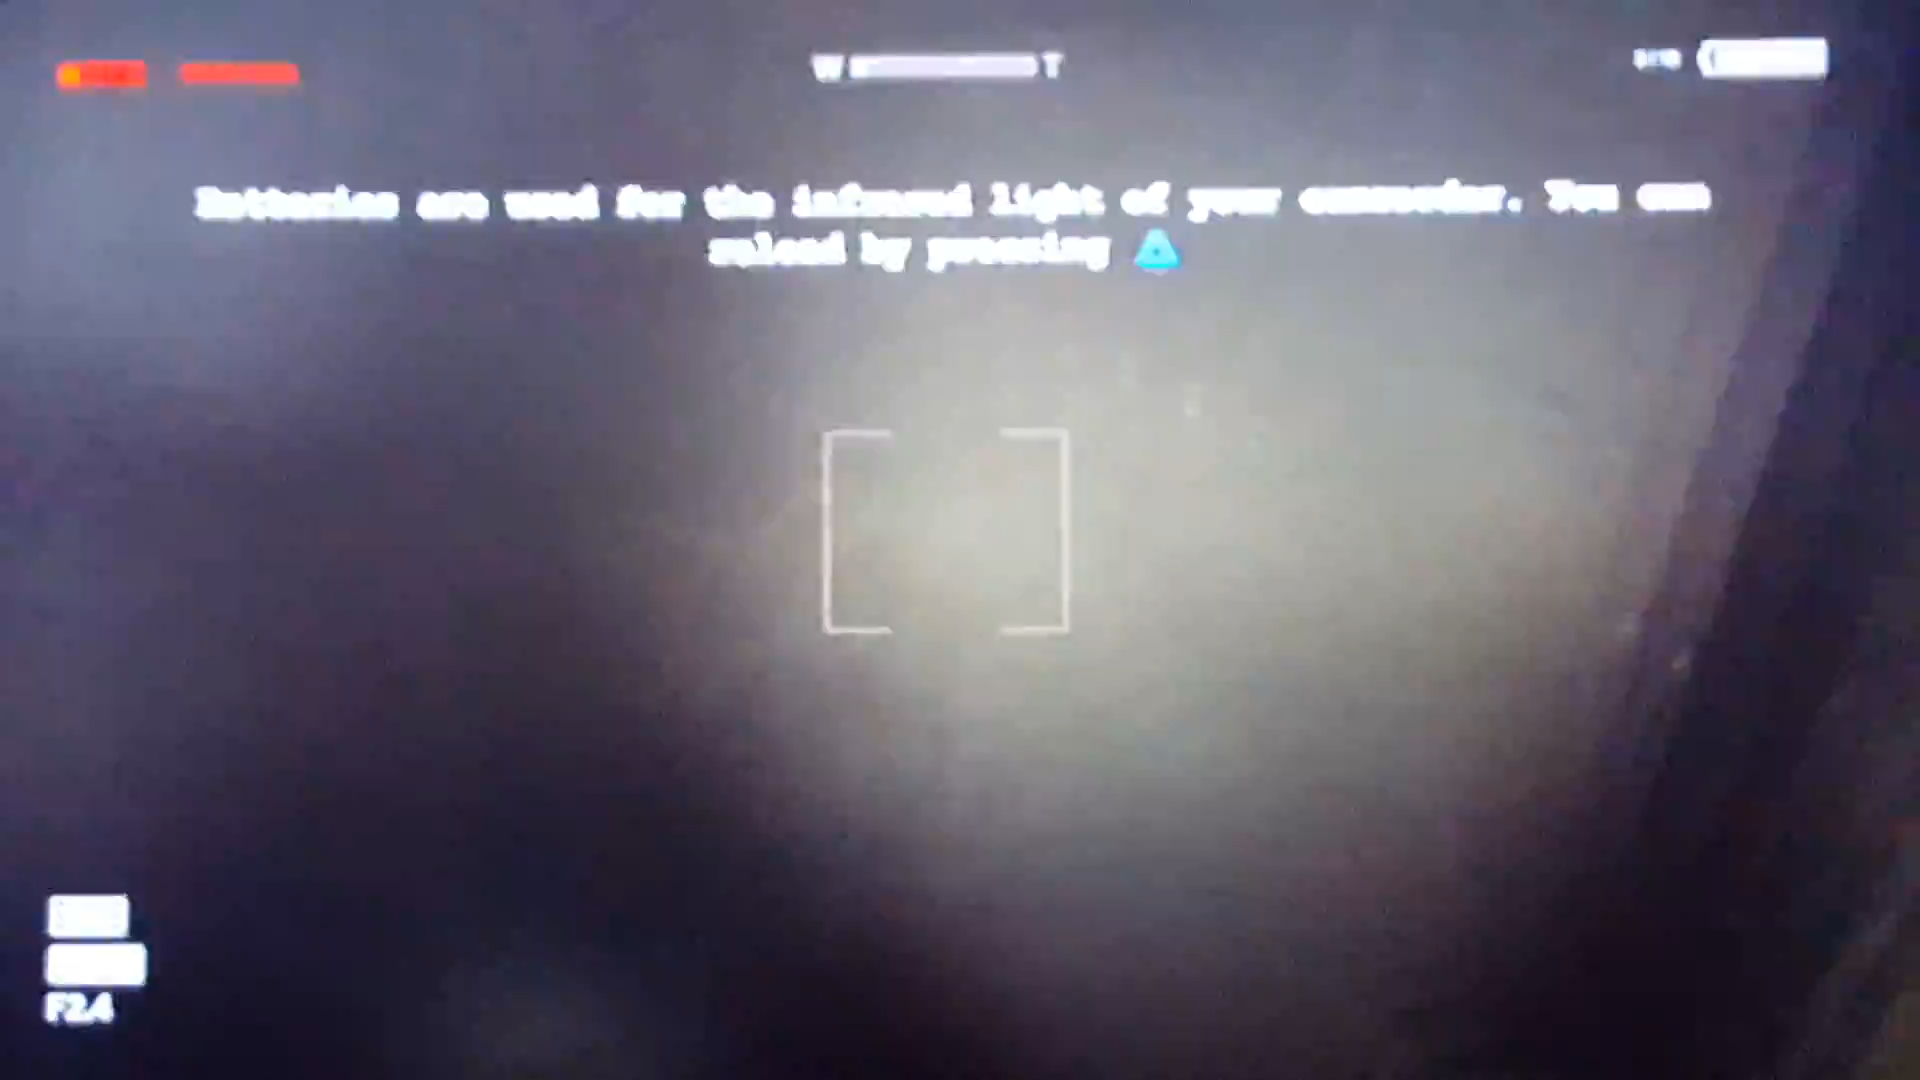 W T
Batteries are used for the infrared light of your camcorder. You can
reload by pressing
F2.4